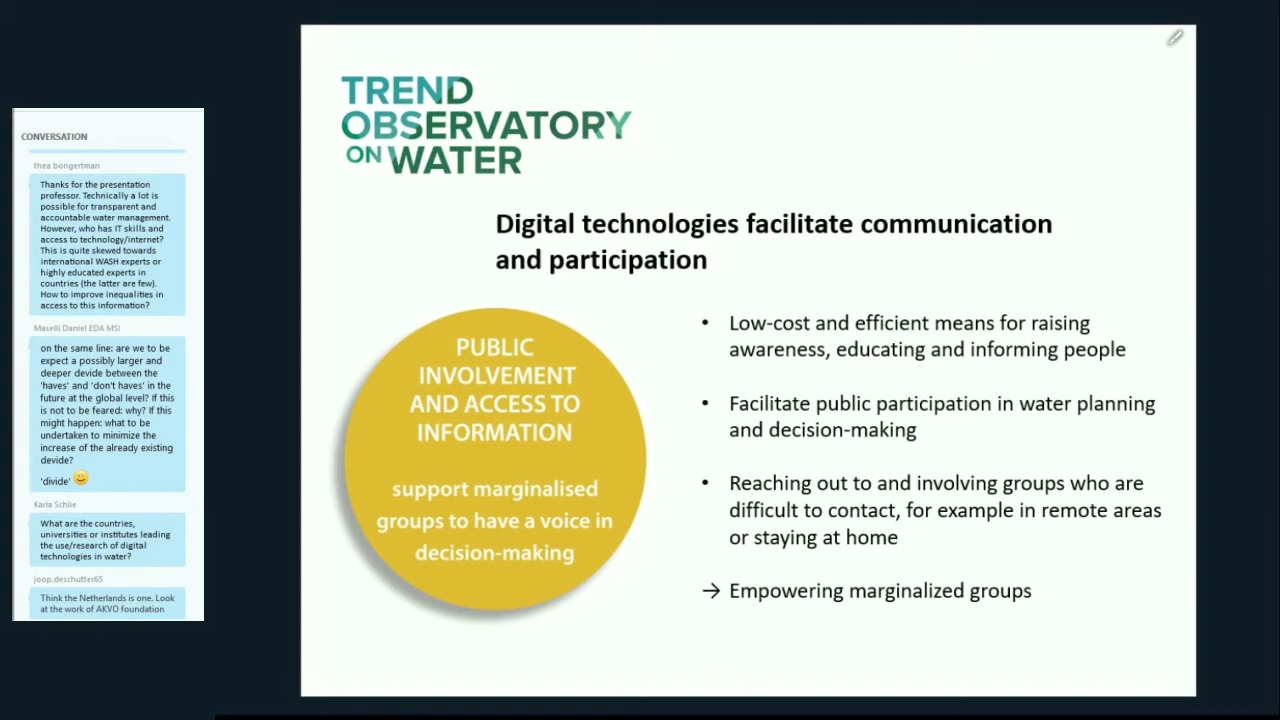 CONVERSATION
thea bongertman
Thanks for the presentation
professor. Technically a lot is
possible for transparent and
accountable water management.
However, who has IT skills and
access to technology/internet?
This is quite skewed towards
international WASH experts or
highly educated experts in
countries (the latter are few).
How to improve inequalities in
access to this information?
Maselli Daniel EDA MSI
on the same line: are we to be
expect a possibly larger and
deeper divide between the
'haves' and 'don't haves' in the
future at the global level? If this
is not to be feared: why? If this
might happen: what to be
undertaken to minimize the
increase of the already existing
devide?
'divide'
Karla Schlie
What are the countries,
universities or institutes leading
the use/research of digital
technologies in water?
joop.deschutter65
Think the Netherlands is one. Look
at the work of AKVO foundation
TREND
OBSERVATORY
ON WATER
Digital technologies facilitate communication
and participation
PUBLIC
INVOLVEMENT
AND ACCESS TO
INFORMATION
support marginalised
groups to have a voice in
decision-making
• Low-cost and efficient means for raising
awareness, educating and informing people
• Facilitate public participation in water planning
and decision-making
• Reaching out to and involving groups who are
difficult to contact, for example in remote areas
or staying at home
→ Empowering marginalized groups